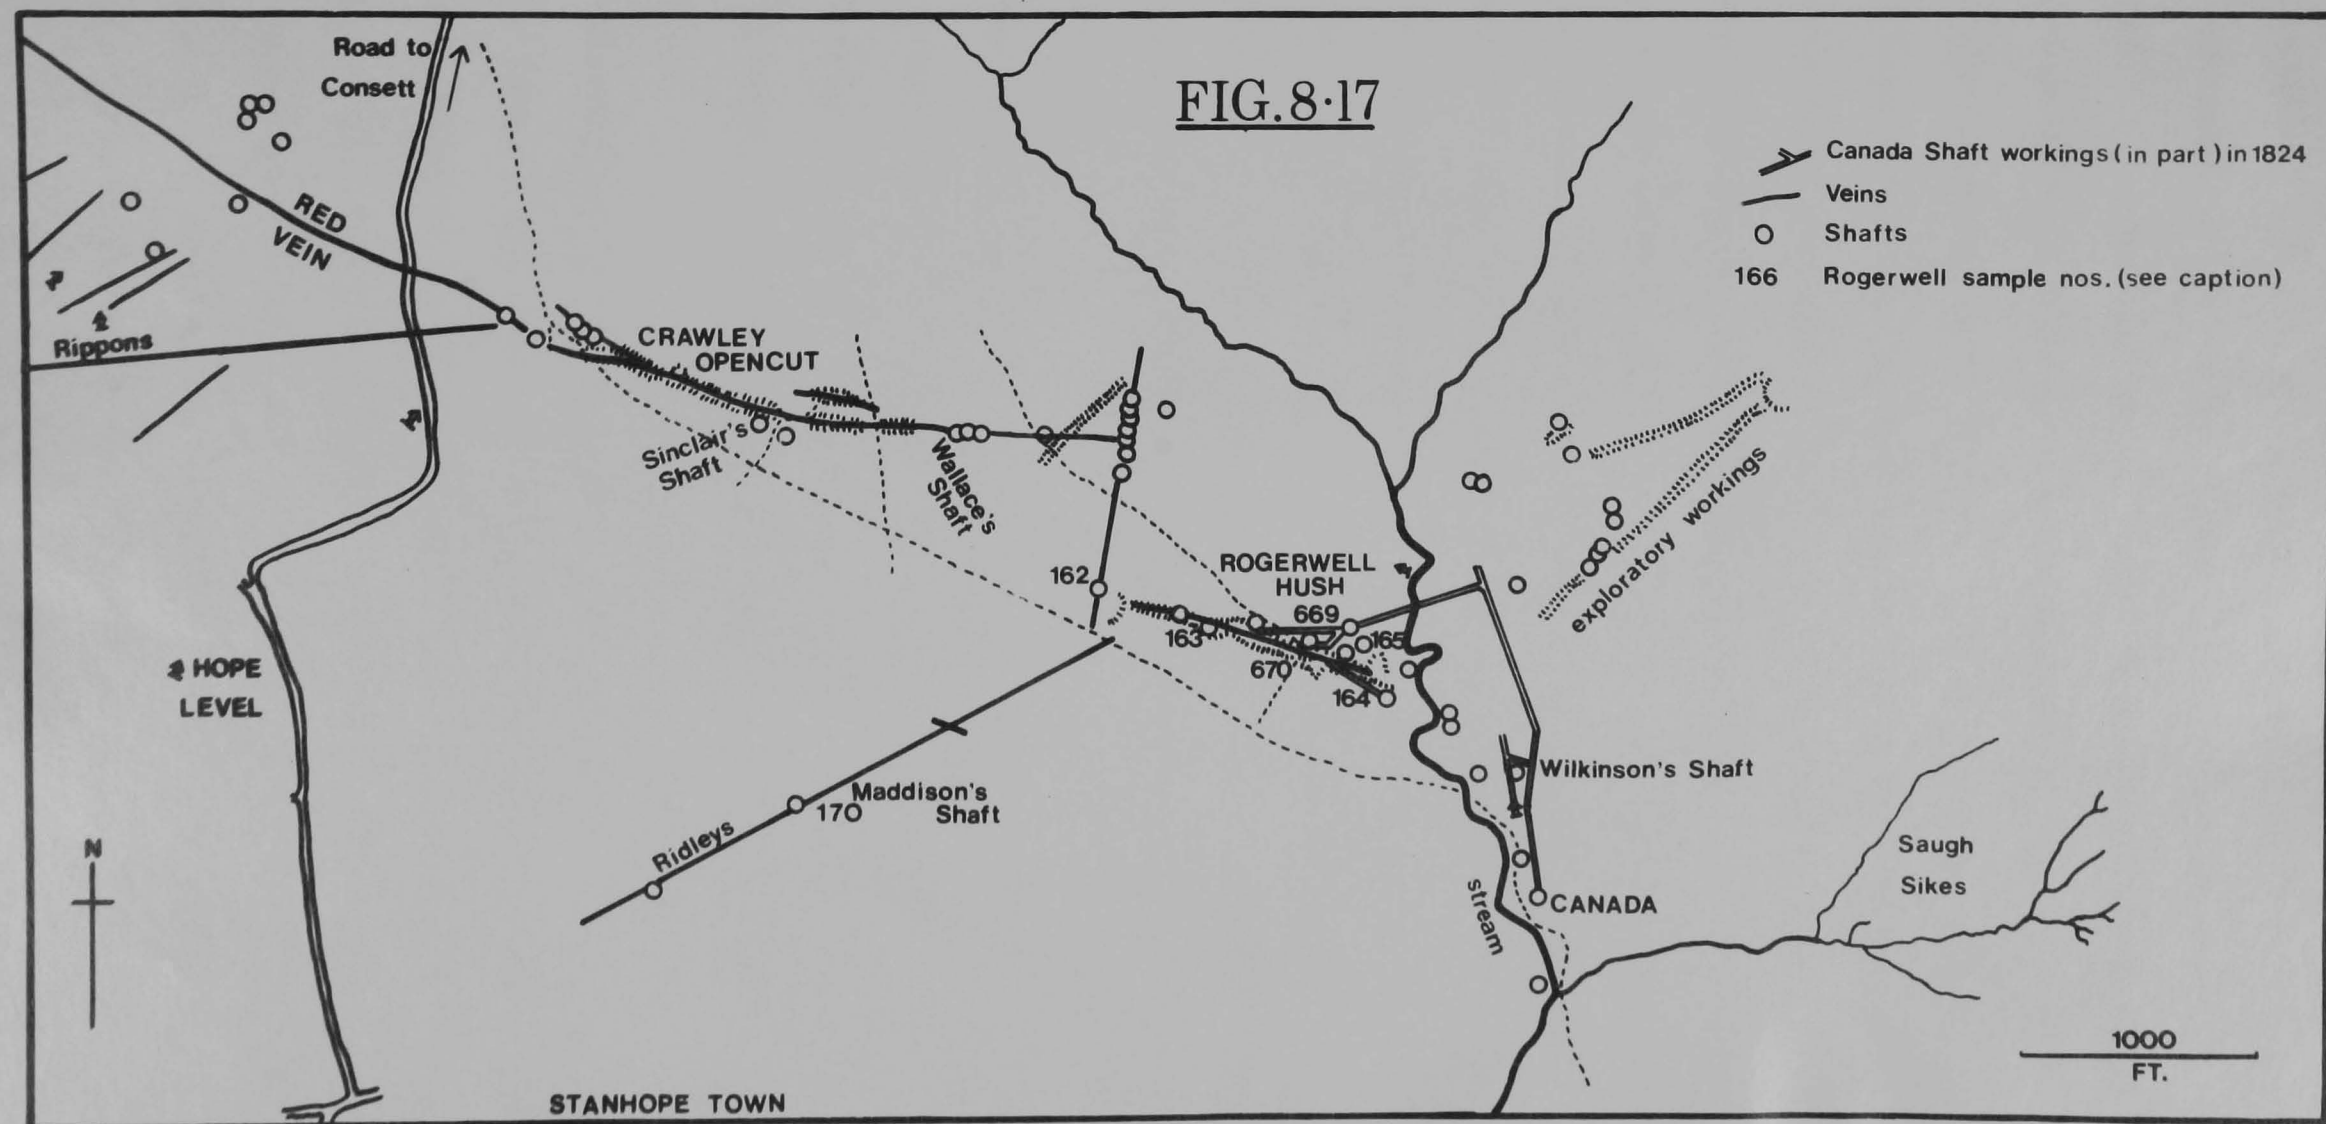 FIG. 8·17
Road to
Consett
Canada Shaft workings (in part) in 1824
Veins
Shafts
166 Rogerwell sample nos. (see caption)
RED
VEIN
Rippons
CRAWLEY
OPENCUT
Sinclair's
Shaft
Wallace's
Shaft
exploratory workings
162
ROGERWELL
HUSH
669
163
165
670
164
HOPE
LEVEL
Wilkinson's Shaft
Maddison's
170 Shaft
Ridleys
N
Saugh
Sikes
CANADA
stream
1000
FT.
STANHOPE TOWN